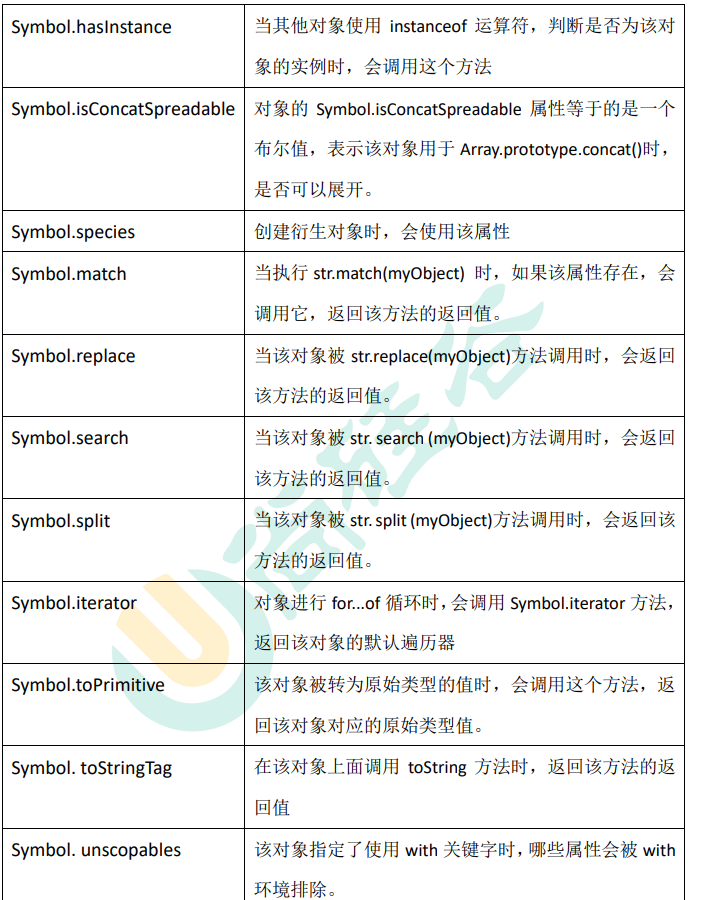 Symbol.hasInstance
当其他对象使用 instanceof 运算符，判断是否为该对
象的实例时，会调用这个方法
Symbol.isConcatSpreadable
对象的 Symbol.isConcatSpreadable 属性等于的是一个
布尔值，表示该对象用于 Array.prototype.concat()时，
是否可以展开。
Symbol.species
创建衍生对象时，会使用该属性
Symbol.match
当执行 str.match(myObject) 时，如果该属性存在，会
调用它，返回该方法的返回值。
Symbol.replace
当该对象被 str.replace(myObject)方法调用时，会返回
该方法的返回值。
Symbol.search
当该对象被 str. search (myObject)方法调用时，会返回
该方法的返回值。
Symbol.split
当该对象被 str. split (myObject)方法调用时，会返回该
方法的返回值。
Symbol.iterator
对象进行 for...of 循环时，会调用 Symbol.iterator 方法，
返回该对象的默认遍历器
Symbol.toPrimitive
该对象被转为原始类型的值时，会调用这个方法，返
回该对象对应的原始类型值。
Symbol. toStringTag
在该对象上面调用 toString 方法时，返回该方法的返
回值
Symbol. unscopables
该对象指定了使用 with 关键字时，哪些属性会被 with
环境排除。
尚硅谷